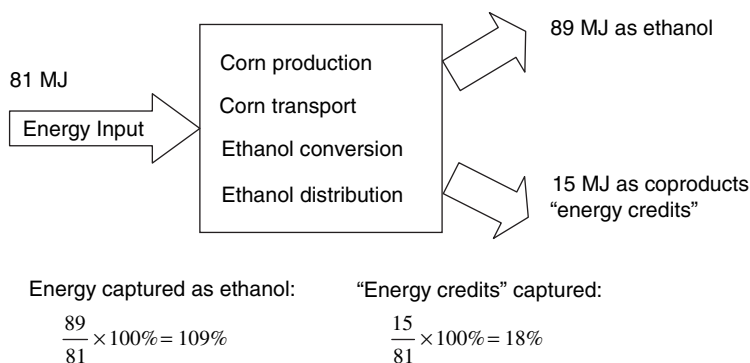 89 MJ as ethanol
81 MJ
Energy Input
Corn production
Corn transport
Ethanol conversion
Ethanol distribution
15 MJ as coproducts
“energy credits”
Energy captured as ethanol:
89/81 × 100% = 109%
“Energy credits” captured:
15/81 × 100% = 18%